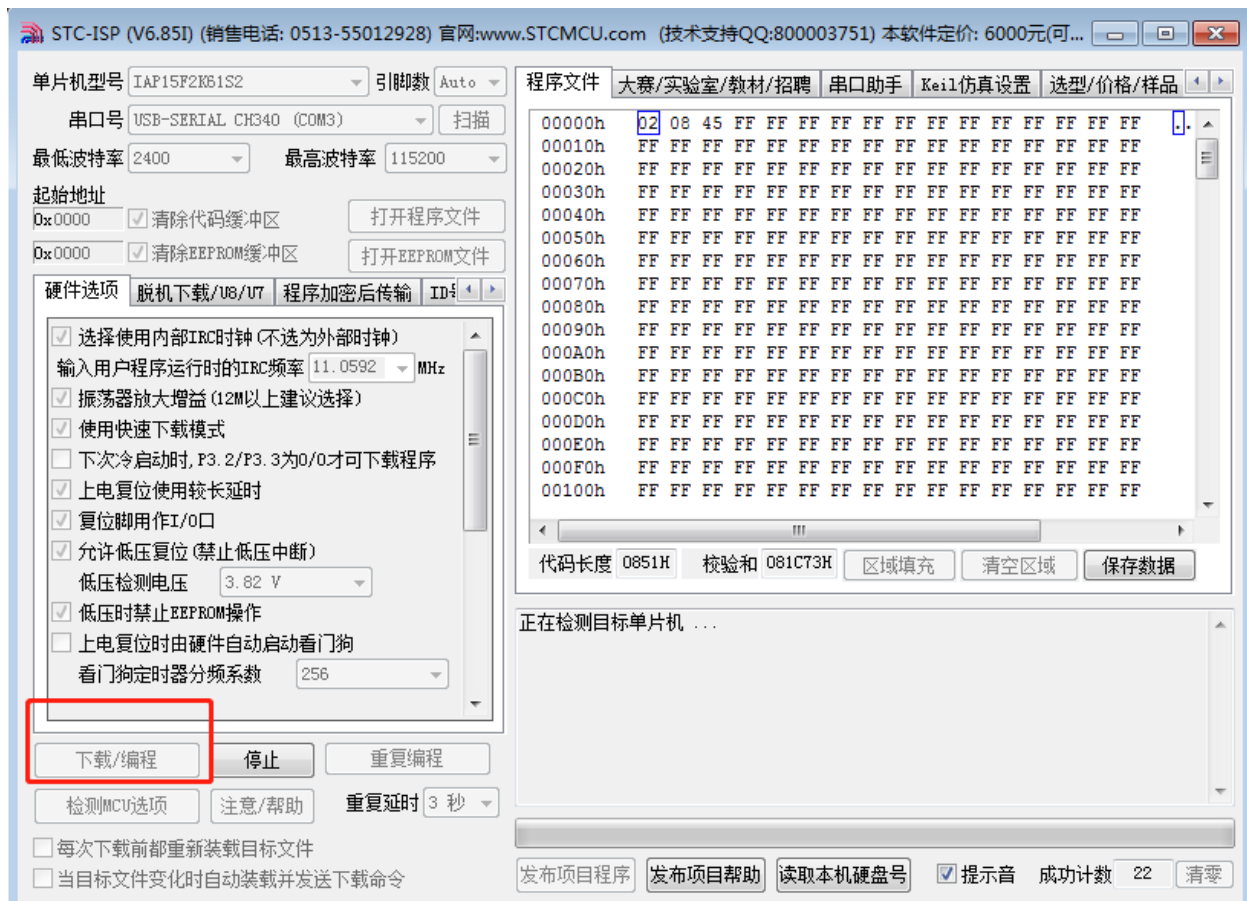 STC-ISP (V6.85I) (销售电话: 0513-55012928) 官网:www.STCMCU.com (技术支持QQ:800003751) 本软件定价: 6000元(可...
单片机型号 IAP15F2K61S2 引脚数 Auto
串口号 USB-SERIAL CH340 (COM3) 扫描
最低波特率 2400 最高波特率 115200
起始地址
0x0000 清除代码缓冲区 打开程序文件
0x0000 清除EEPROM缓冲区 打开EEPROM文件
硬件选项 脱机下载/U8/U7 程序加密后传输
选择使用内部IRC时钟(不选为外部时钟)
输入用户程序运行时的IRC频率 11.0592 MHz
振荡器放大增益(12M以上建议选择)
使用快速下载模式
下次冷启动时,P3.2/P3.3为0/0才可下载程序
上电复位使用较长延时
复位脚用作I/O口
允许低压复位(禁止低压中断)
低压检测电压 3.82 V
低压时禁止EEPROM操作
上电复位时由硬件自动启动看门狗
看门狗定时器分频系数 256
下载/编程 停止 重复编程
检测MCU选项 注意/帮助 重复延时 3 秒
每次下载前都重新装载目标文件
当目标文件变化时自动装载并发送下载命令
程序文件 大赛/实验室/教材/招聘 串口助手 Keil仿真设置 选型/价格/样品
00000h 02 08 45 FF FF FF FF FF FF FF FF FF FF FF FF FF ..
00010h FF FF FF FF FF FF FF FF FF FF FF FF FF FF FF FF
00020h FF FF FF FF FF FF FF FF FF FF FF FF FF FF FF FF
00030h FF FF FF FF FF FF FF FF FF FF FF FF FF FF FF FF
00040h FF FF FF FF FF FF FF FF FF FF FF FF FF FF FF FF
00050h FF FF FF FF FF FF FF FF FF FF FF FF FF FF FF FF
00060h FF FF FF FF FF FF FF FF FF FF FF FF FF FF FF FF
00070h FF FF FF FF FF FF FF FF FF FF FF FF FF FF FF FF
00080h FF FF FF FF FF FF FF FF FF FF FF FF FF FF FF FF
00090h FF FF FF FF FF FF FF FF FF FF FF FF FF FF FF FF
000A0h FF FF FF FF FF FF FF FF FF FF FF FF FF FF FF FF
000B0h FF FF FF FF FF FF FF FF FF FF FF FF FF FF FF FF
000C0h FF FF FF FF FF FF FF FF FF FF FF FF FF FF FF FF
000D0h FF FF FF FF FF FF FF FF FF FF FF FF FF FF FF FF
000E0h FF FF FF FF FF FF FF FF FF FF FF FF FF FF FF FF
000F0h FF FF FF FF FF FF FF FF FF FF FF FF FF FF FF FF
00100h FF FF FF FF FF FF FF FF FF FF FF FF FF FF FF FF
代码长度 0851H 校验和 081C73H 区域填充 清空区域 保存数据
正在检测目标单片机 ...
发布项目程序 发布项目帮助 读取本机硬盘号 提示音 成功计数 22 清零